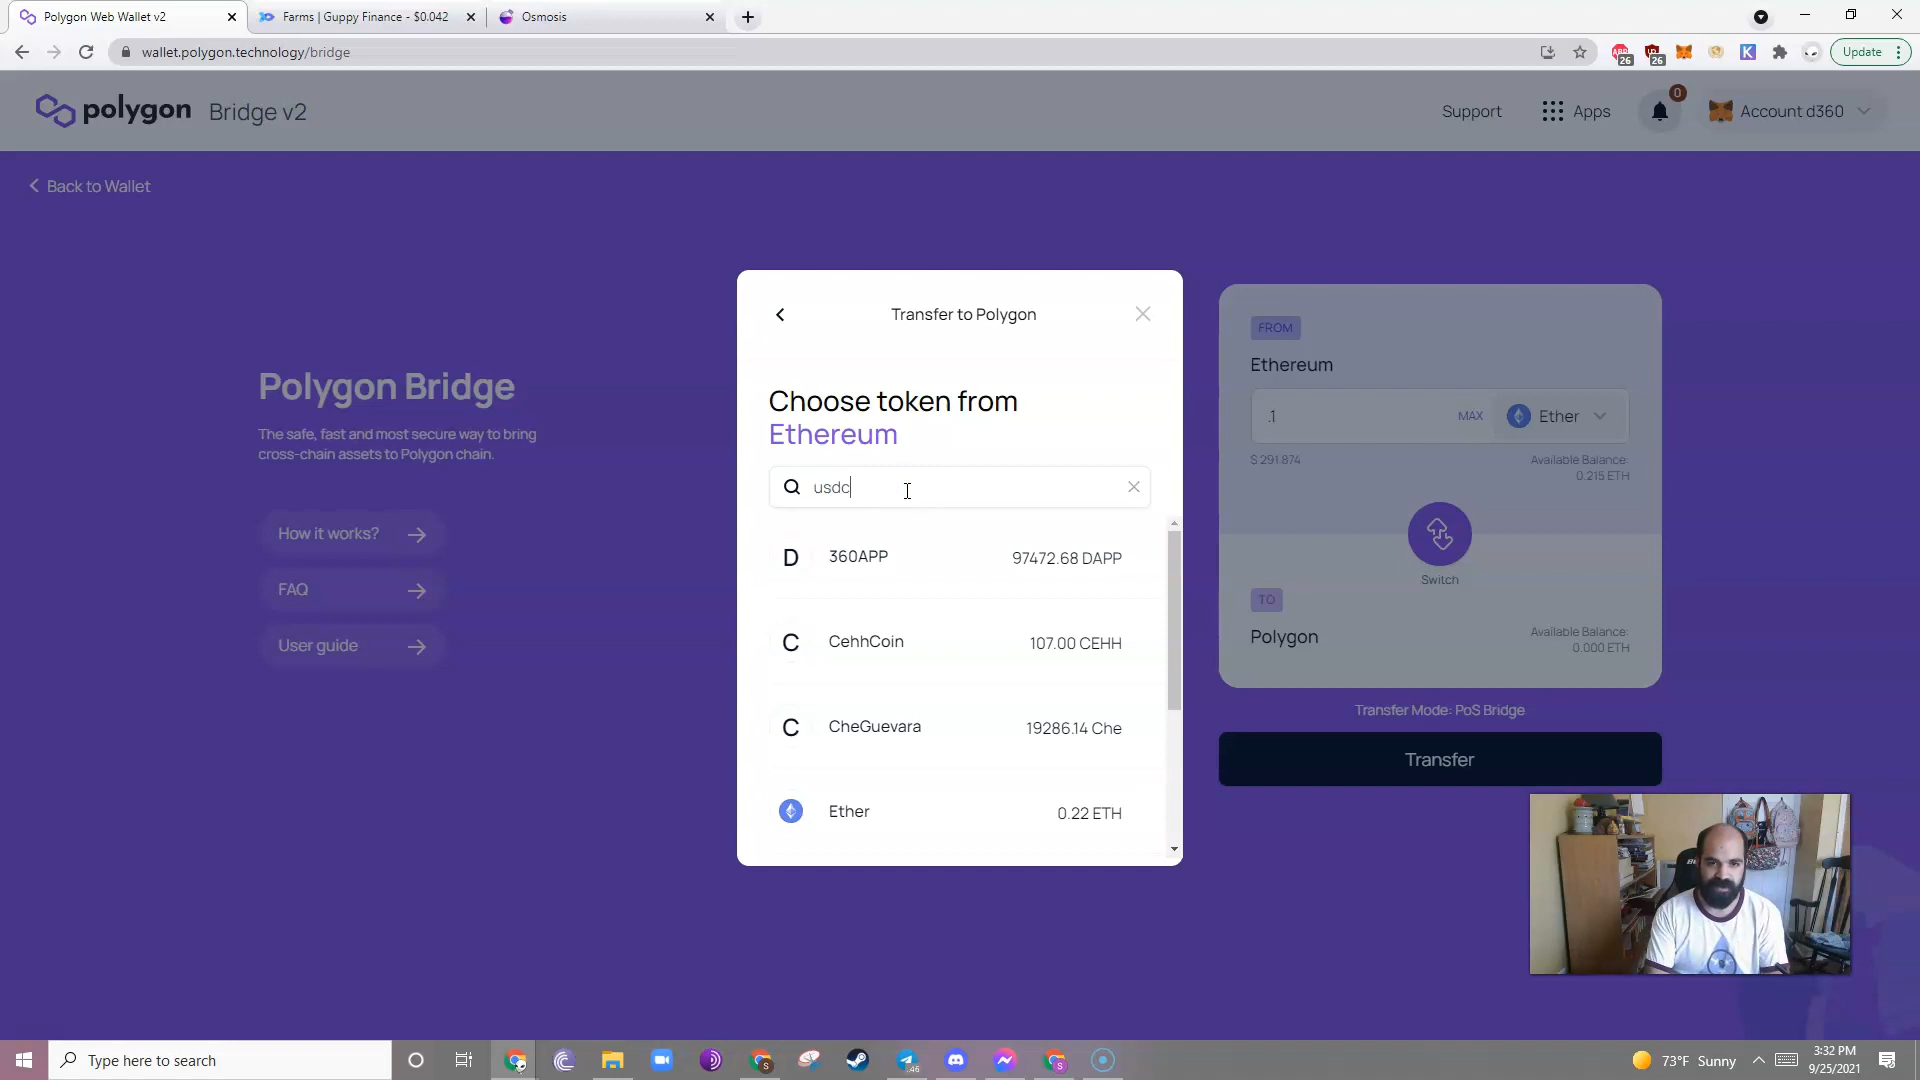 Polygon Web Wallet v2
Farms | Guppy Finance - $0.042
Osmosis
wallet.polygon.technology/bridge
26
26
K
Update
polygon Bridge v2
Support
Apps
0
Account d360
Back to Wallet
Polygon Bridge
The safe, fast and most secure way to bring
cross-chain assets to Polygon chain.
How it works?
FAQ
User guide
Transfer to Polygon
Choose token from
Ethereum
usdc
D 360APP 97472.68 DAPP
C CehhCoin 107.00 CEHH
C CheGuevara 19286.14 Che
Ether 0.22 ETH
FROM
Ethereum
.1 MAX Ether
$ 291.874
Available Balance:
0.215 ETH
Switch
TO
Polygon
Available Balance:
0.000 ETH
Transfer Mode: PoS Bridge
Transfer
Type here to search
73°F Sunny
3:32 PM
9/25/2021